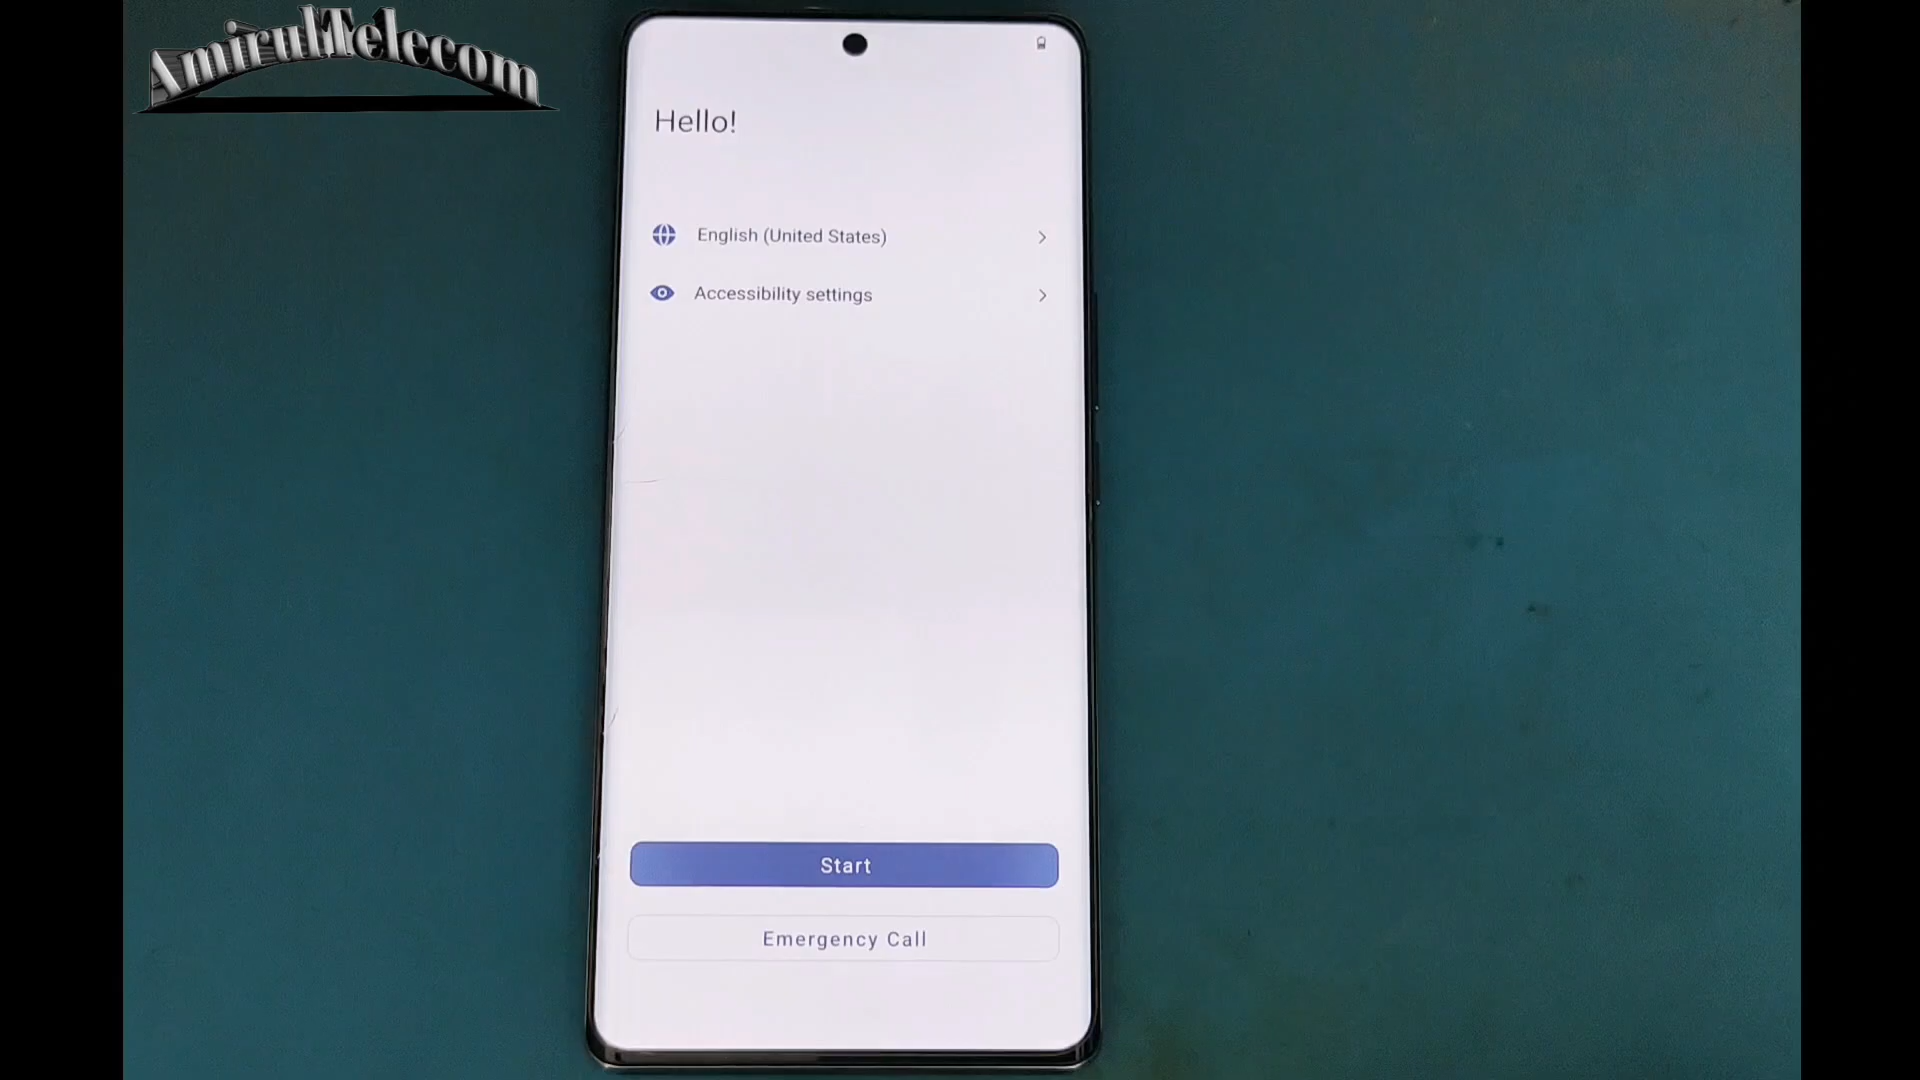 AmirulTelecom
Hello!
English (United States)
Accessibility settings
Start
Emergency Call